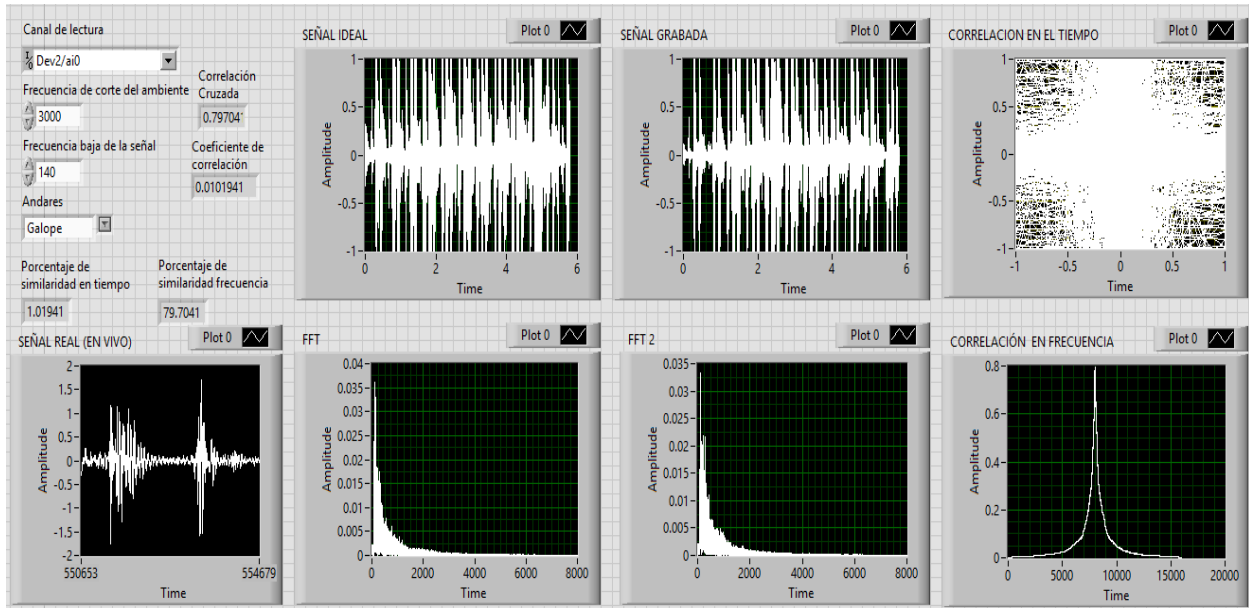 Canal de lectura
Dev2/ai0
Frecuencia de corte del ambiente
3000
Correlación
Cruzada
0.79704
Frecuencia baja de la señal
140
Coeficiente de
correlación
0.0101941
Andares
Galope
Porcentaje de
similaridad en tiempo
1.01941
Porcentaje de
similaridad frecuencia
79.7041
SEÑAL IDEAL
Plot 0
Amplitude
1
0.5
0
-0.5
-1
0 2 4 6
Time
SEÑAL GRABADA
Plot 0
Amplitude
1
0.5
0
-0.5
-1
0 2 4 6
Time
CORRELACION EN EL TIEMPO
Plot 0
Amplitude
1
0.5
0
-0.5
-1
-1 -0.5 0 0.5 1
Time
SEÑAL REAL (EN VIVO)
Plot 0
Amplitude
2
1.5
1
0.5
0
-0.5
-1
-1.5
-2
550653 554679
Time
FFT
Plot 0
Amplitude
0.04
0.035
0.03
0.025
0.02
0.015
0.01
0.005
0
0 2000 4000 6000 8000
Time
FFT 2
Plot 0
Amplitude
0.035
0.03
0.025
0.02
0.015
0.01
0.005
0
0 2000 4000 6000 8000
Time
CORRELACIÓN EN FRECUENCIA
Plot 0
Amplitude
0.8
0.6
0.4
0.2
0
0 5000 10000 15000 20000
Time